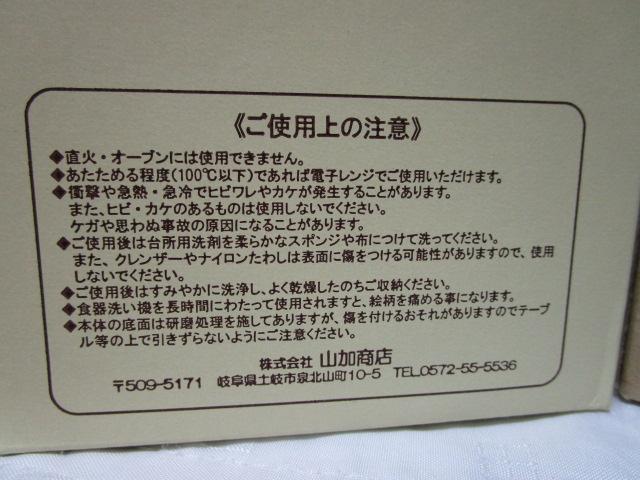 《ご使用上の注意》
◆直火・オーブンには使用できません。
◆あたためる程度(100℃以下)であれば電子レンジでご使用いただけます。
◆衝撃や急熱・急冷でヒビワレやカケが発生することがあります。
また、ヒビ・カケのあるものは使用しないでください。
ケガや思わぬ事故の原因になることがあります。
◆ご使用後は台所用洗剤を柔らかなスポンジや布につけて洗ってください。
また、クレンザーやナイロンたわしは表面に傷をつける可能性がありますので、使用
しないでください。
◆ご使用後はすみやかに洗浄し、よく乾燥したのちご収納ください。
◆食器洗い機を長時間にわたって使用されますと、絵柄を痛める事になります。
◆本体の底面は研磨処理を施してありますが、傷を付けるおそれがありますのでテーブ
ル等の上で引きずらないようにご注意ください。
株式会社 山加商店
〒509-5171 岐阜県土岐市泉北山町10-5 TEL.0572-55-5536